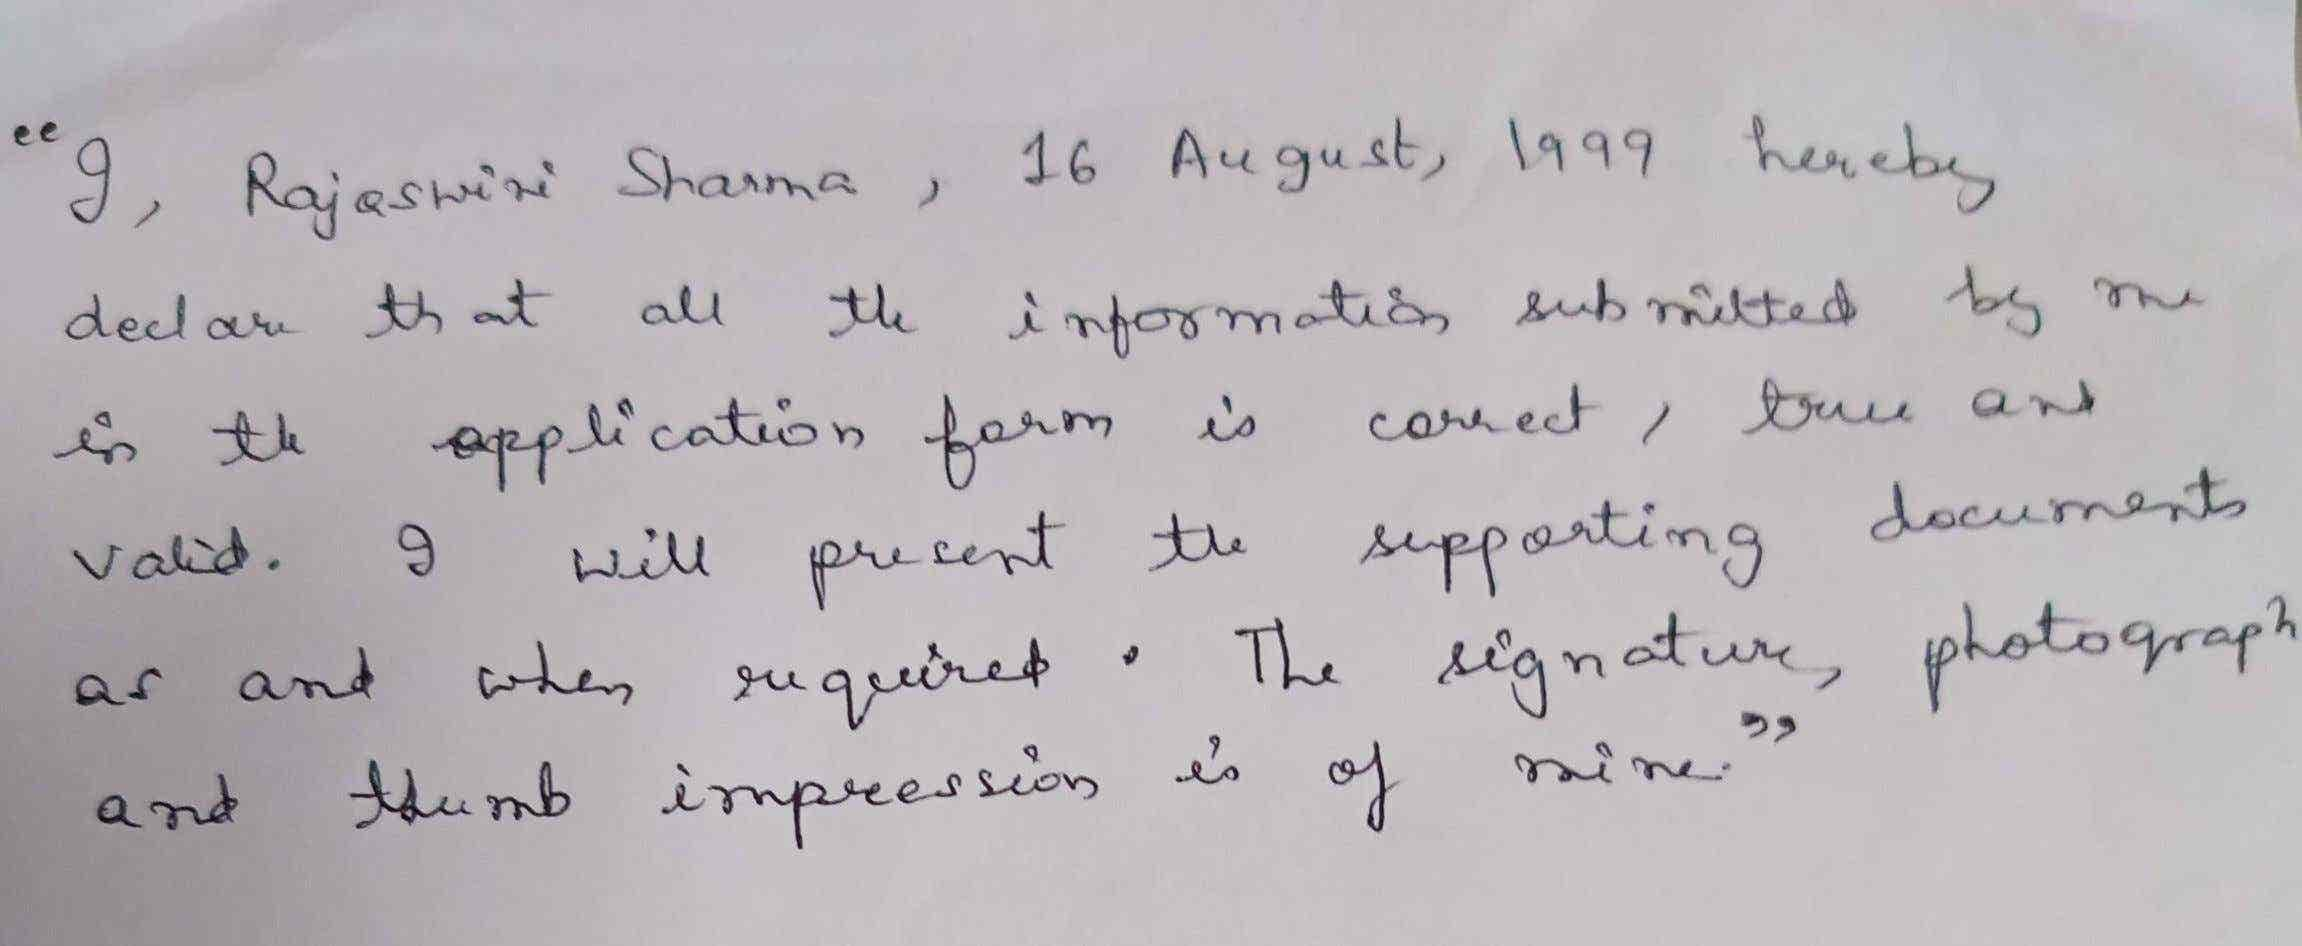 "I, Rajaswini Sharma, 16 August, 1999 hereby
declare that all the information submitted by me
in the application form is correct, true and
valid. I will present the supporting documents
as and when required. The signature, photograph
and thumb impression is of mine."